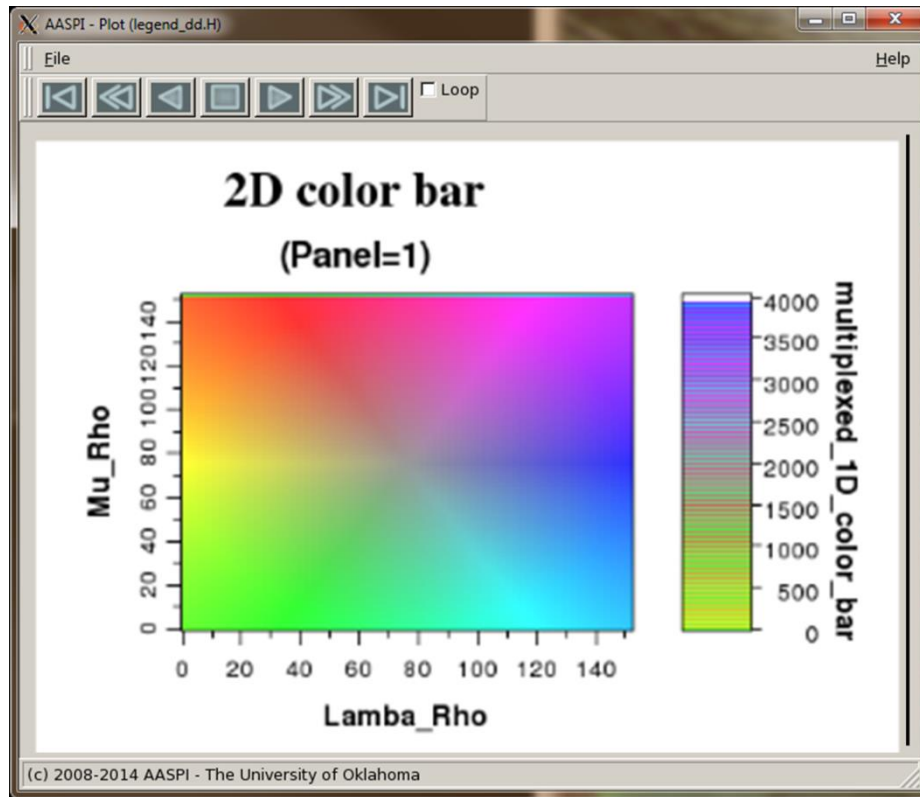 AASPI - Plot (legend_dd.H)
File
Help
Loop
2D color bar
(Panel=1)
Mu_Rho
140
120
100
80
60
40
20
0
0 20 40 60 80 100 120 140
Lamba_Rho
4000
3500
3000
2500
2000
1500
1000
500
0
multiplexed_1D_color_bar
(c) 2008-2014 AASPI - The University of Oklahoma